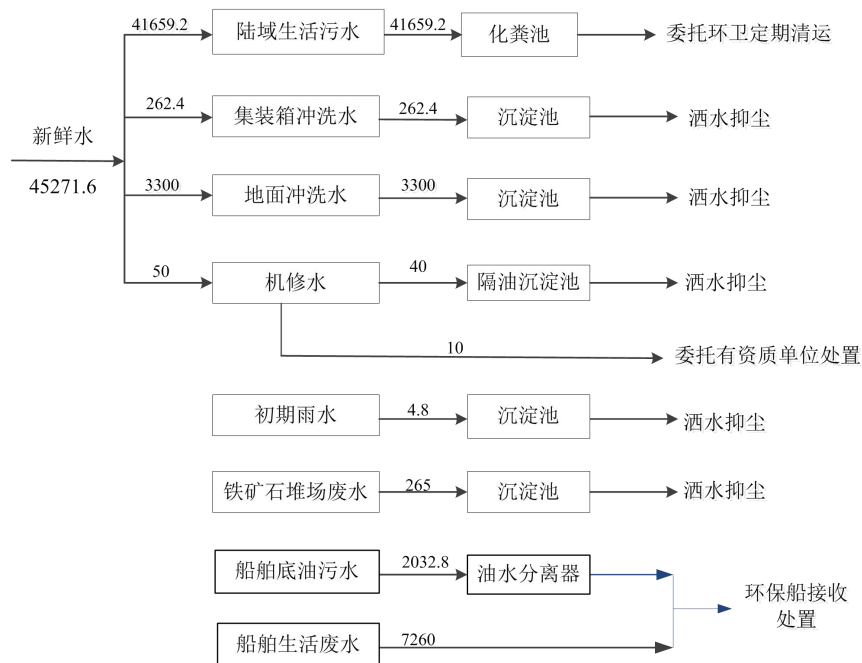 41659.2
陆域生活污水
41659.2
化粪池
委托环卫定期清运
262.4
集装箱冲洗水
262.4
沉淀池
洒水抑尘
新鲜水
45271.6
3300
地面冲洗水
3300
沉淀池
洒水抑尘
50
机修水
40
隔油沉淀池
洒水抑尘
10
委托有资质单位处置
初期雨水
4.8
沉淀池
洒水抑尘
铁矿石堆场废水
265
沉淀池
洒水抑尘
船舶底油污水
2032.8
油水分离器
环保船接收
处置
船舶生活废水
7260